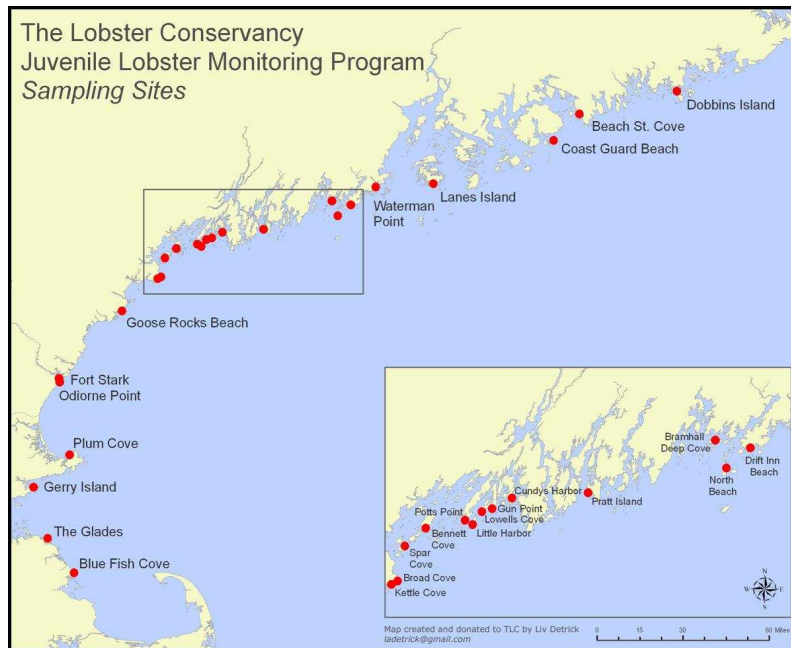 The Lobster Conservancy
Juvenile Lobster Monitoring Program
Sampling Sites
Dobbins Island
Beach St. Cove
Coast Guard Beach
Lanes Island
Waterman
Point
Goose Rocks Beach
Fort Stark
Odiorne Point
Plum Cove
Gerry Island
The Glades
Blue Fish Cove
Bramhall
Deep Cove
Drift Inn
Beach
North
Beach
Cundys Harbor
Pratt Island
Gun Point
Potts Point
Lowells Cove
Bennett
Cove
Little Harbor
Spar
Cove
Broad Cove
Kettle Cove
N
W
E
S
Map created and donated to TLC by Liv Detrick
ladetrick@gmail.com
0 15 30 60 Miles